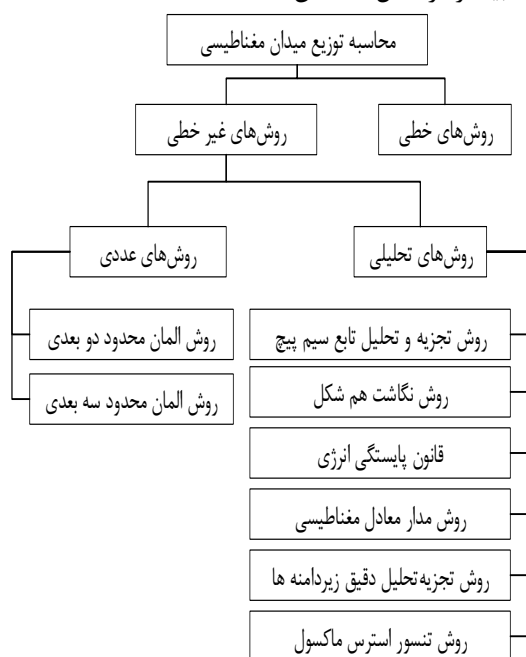 محاسبه توزیع میدان مغناطیسی
روش‌های خطی
روش‌های غیر خطی
روش‌های تحلیلی
روش‌های عددی
روش تجزیه و تحلیل تابع سیم پیچ
روش المان محدود دو بعدی
روش نگاشت هم شکل
روش المان محدود سه بعدی
قانون پایستگی انرژی
روش مدار معادل مغناطیسی
روش تجزیه‌تحلیل دقیق زیردامنه ها
روش تنسور استرس ماکسول